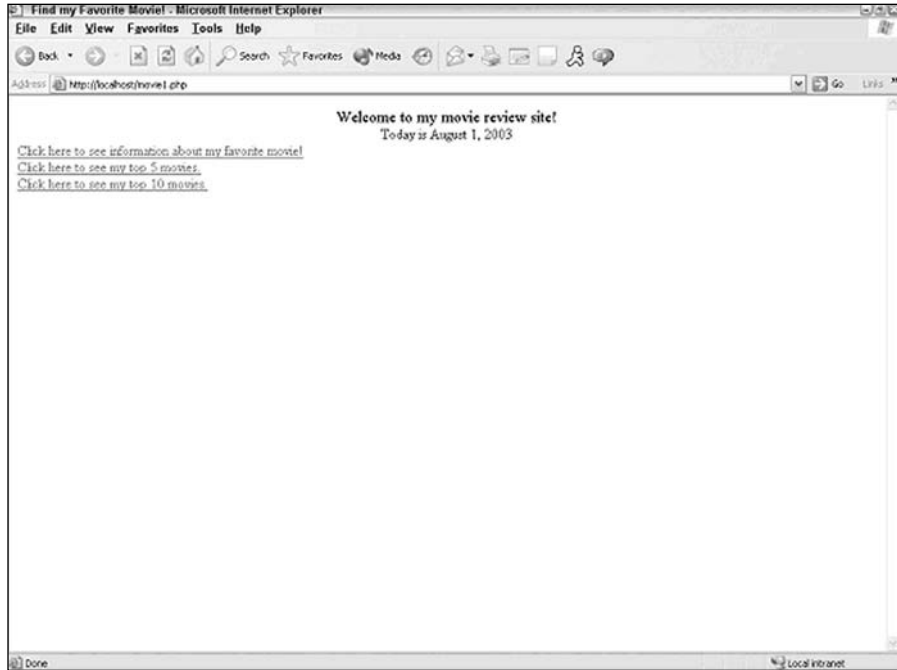 Find my Favorite Movie! - Microsoft Internet Explorer
File Edit View Favorites Tools Help
Back Search Favorites Media
Address http://localhost/movie1.php Go Links »
Welcome to my movie review site!
Today is August 1, 2003
Click here to see information about my favorite movie!
Click here to see my top 5 movies.
Click here to see my top 10 movies.
Done Local intranet